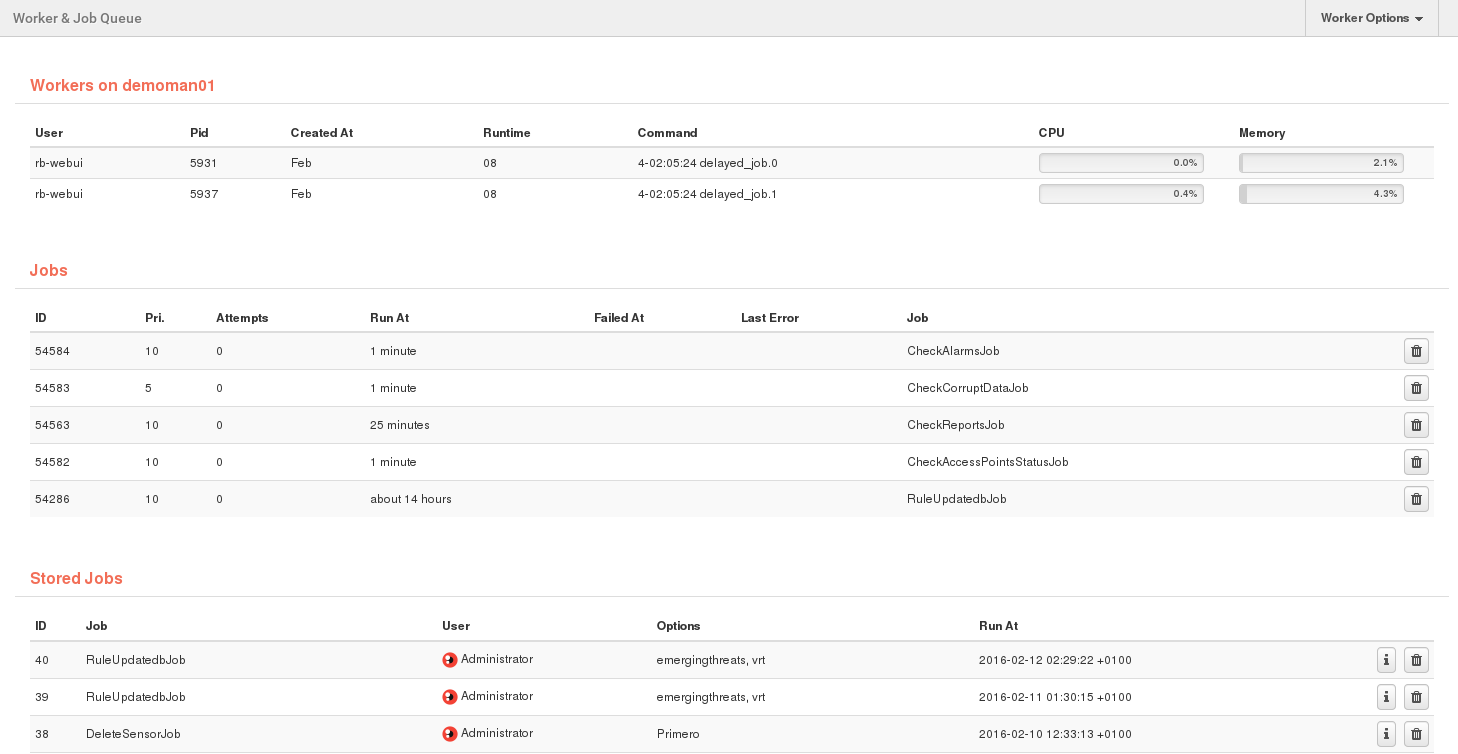 Worker & Job Queue Worker Options
Workers on demoman01
User Pid Created At Runtime Command CPU Memory
rb-webui 5931 Feb 08 4-02:05:24 delayed_job.0 0.0% 2.1%
rb-webui 5937 Feb 08 4-02:05:24 delayed_job.1 0.4% 4.3%
Jobs
ID Pri. Attempts Run At Failed At Last Error Job
54584 10 0 1 minute CheckAlarmsJob
54583 5 0 1 minute CheckCorruptDataJob
54563 10 0 25 minutes CheckReportsJob
54582 10 0 1 minute CheckAccessPointsStatusJob
54286 10 0 about 14 hours RuleUpdatedbJob
Stored Jobs
ID Job User Options Run At
40 RuleUpdatedbJob Administrator emergingthreats, vrt 2016-02-12 02:29:22 +0100
39 RuleUpdatedbJob Administrator emergingthreats, vrt 2016-02-11 01:30:15 +0100
38 DeleteSensorJob Administrator Primero 2016-02-10 12:33:13 +0100